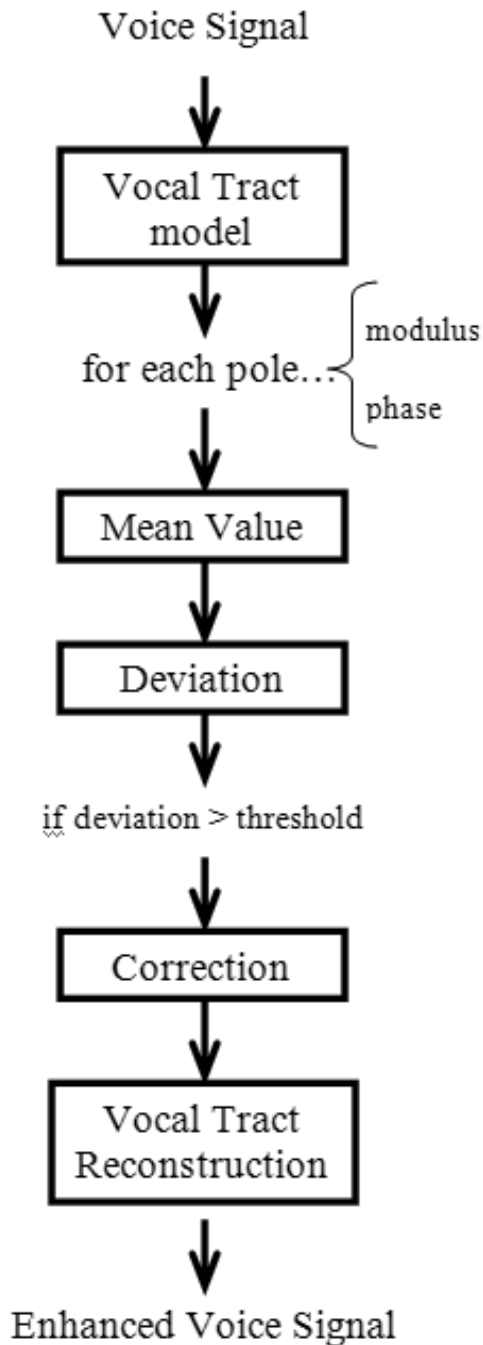 Voice Signal
Vocal Tract
model
for each pole…
modulus
phase
Mean Value
Deviation
if deviation > threshold
Correction
Vocal Tract
Reconstruction
Enhanced Voice Signal